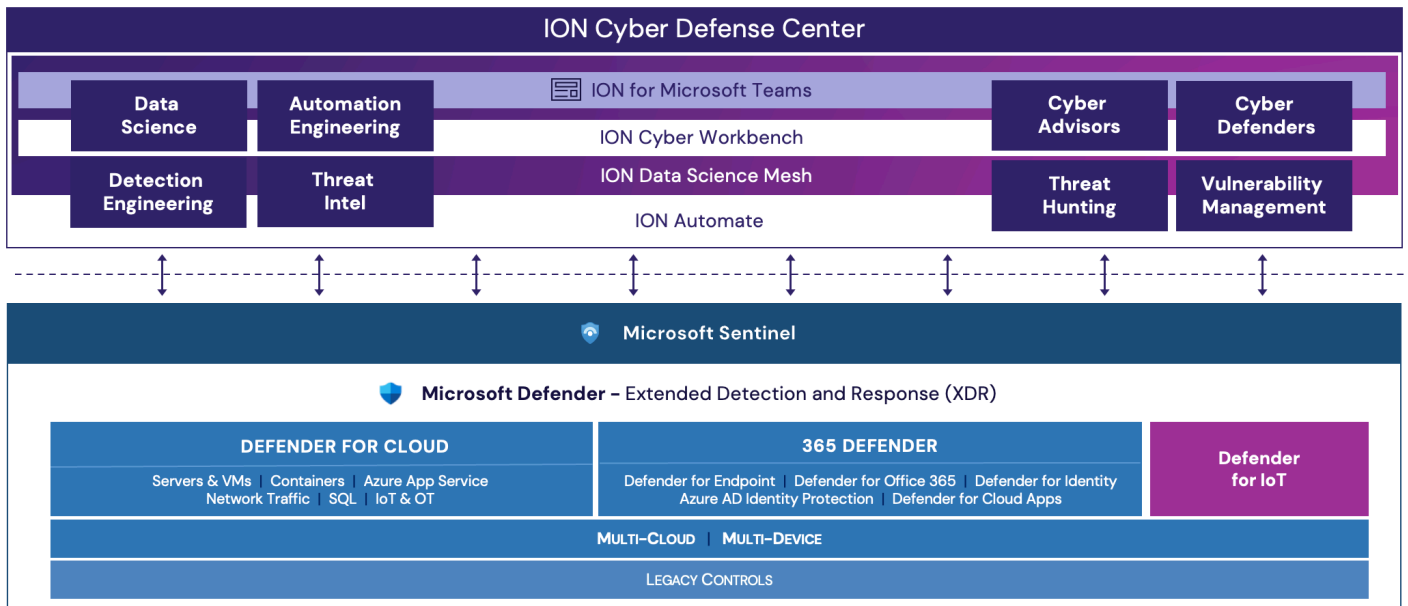 ION Cyber Defense Center
Data
Science
Automation
Engineering
ION for Microsoft Teams
Cyber
Advisors
Cyber
Defenders
ION Cyber Workbench
Detection
Engineering
Threat
Intel
ION Data Science Mesh
Threat
Hunting
Vulnerability
Management
ION Automate
Microsoft Sentinel
Microsoft Defender – Extended Detection and Response (XDR)
DEFENDER FOR CLOUD
Servers & VMs | Containers | Azure App Service
Network Traffic | SQL | IoT & OT
365 DEFENDER
Defender for Endpoint | Defender for Office 365 | Defender for Identity
Azure AD Identity Protection | Defender for Cloud Apps
Defender
for IoT
MULTI-CLOUD | MULTI-DEVICE
LEGACY CONTROLS